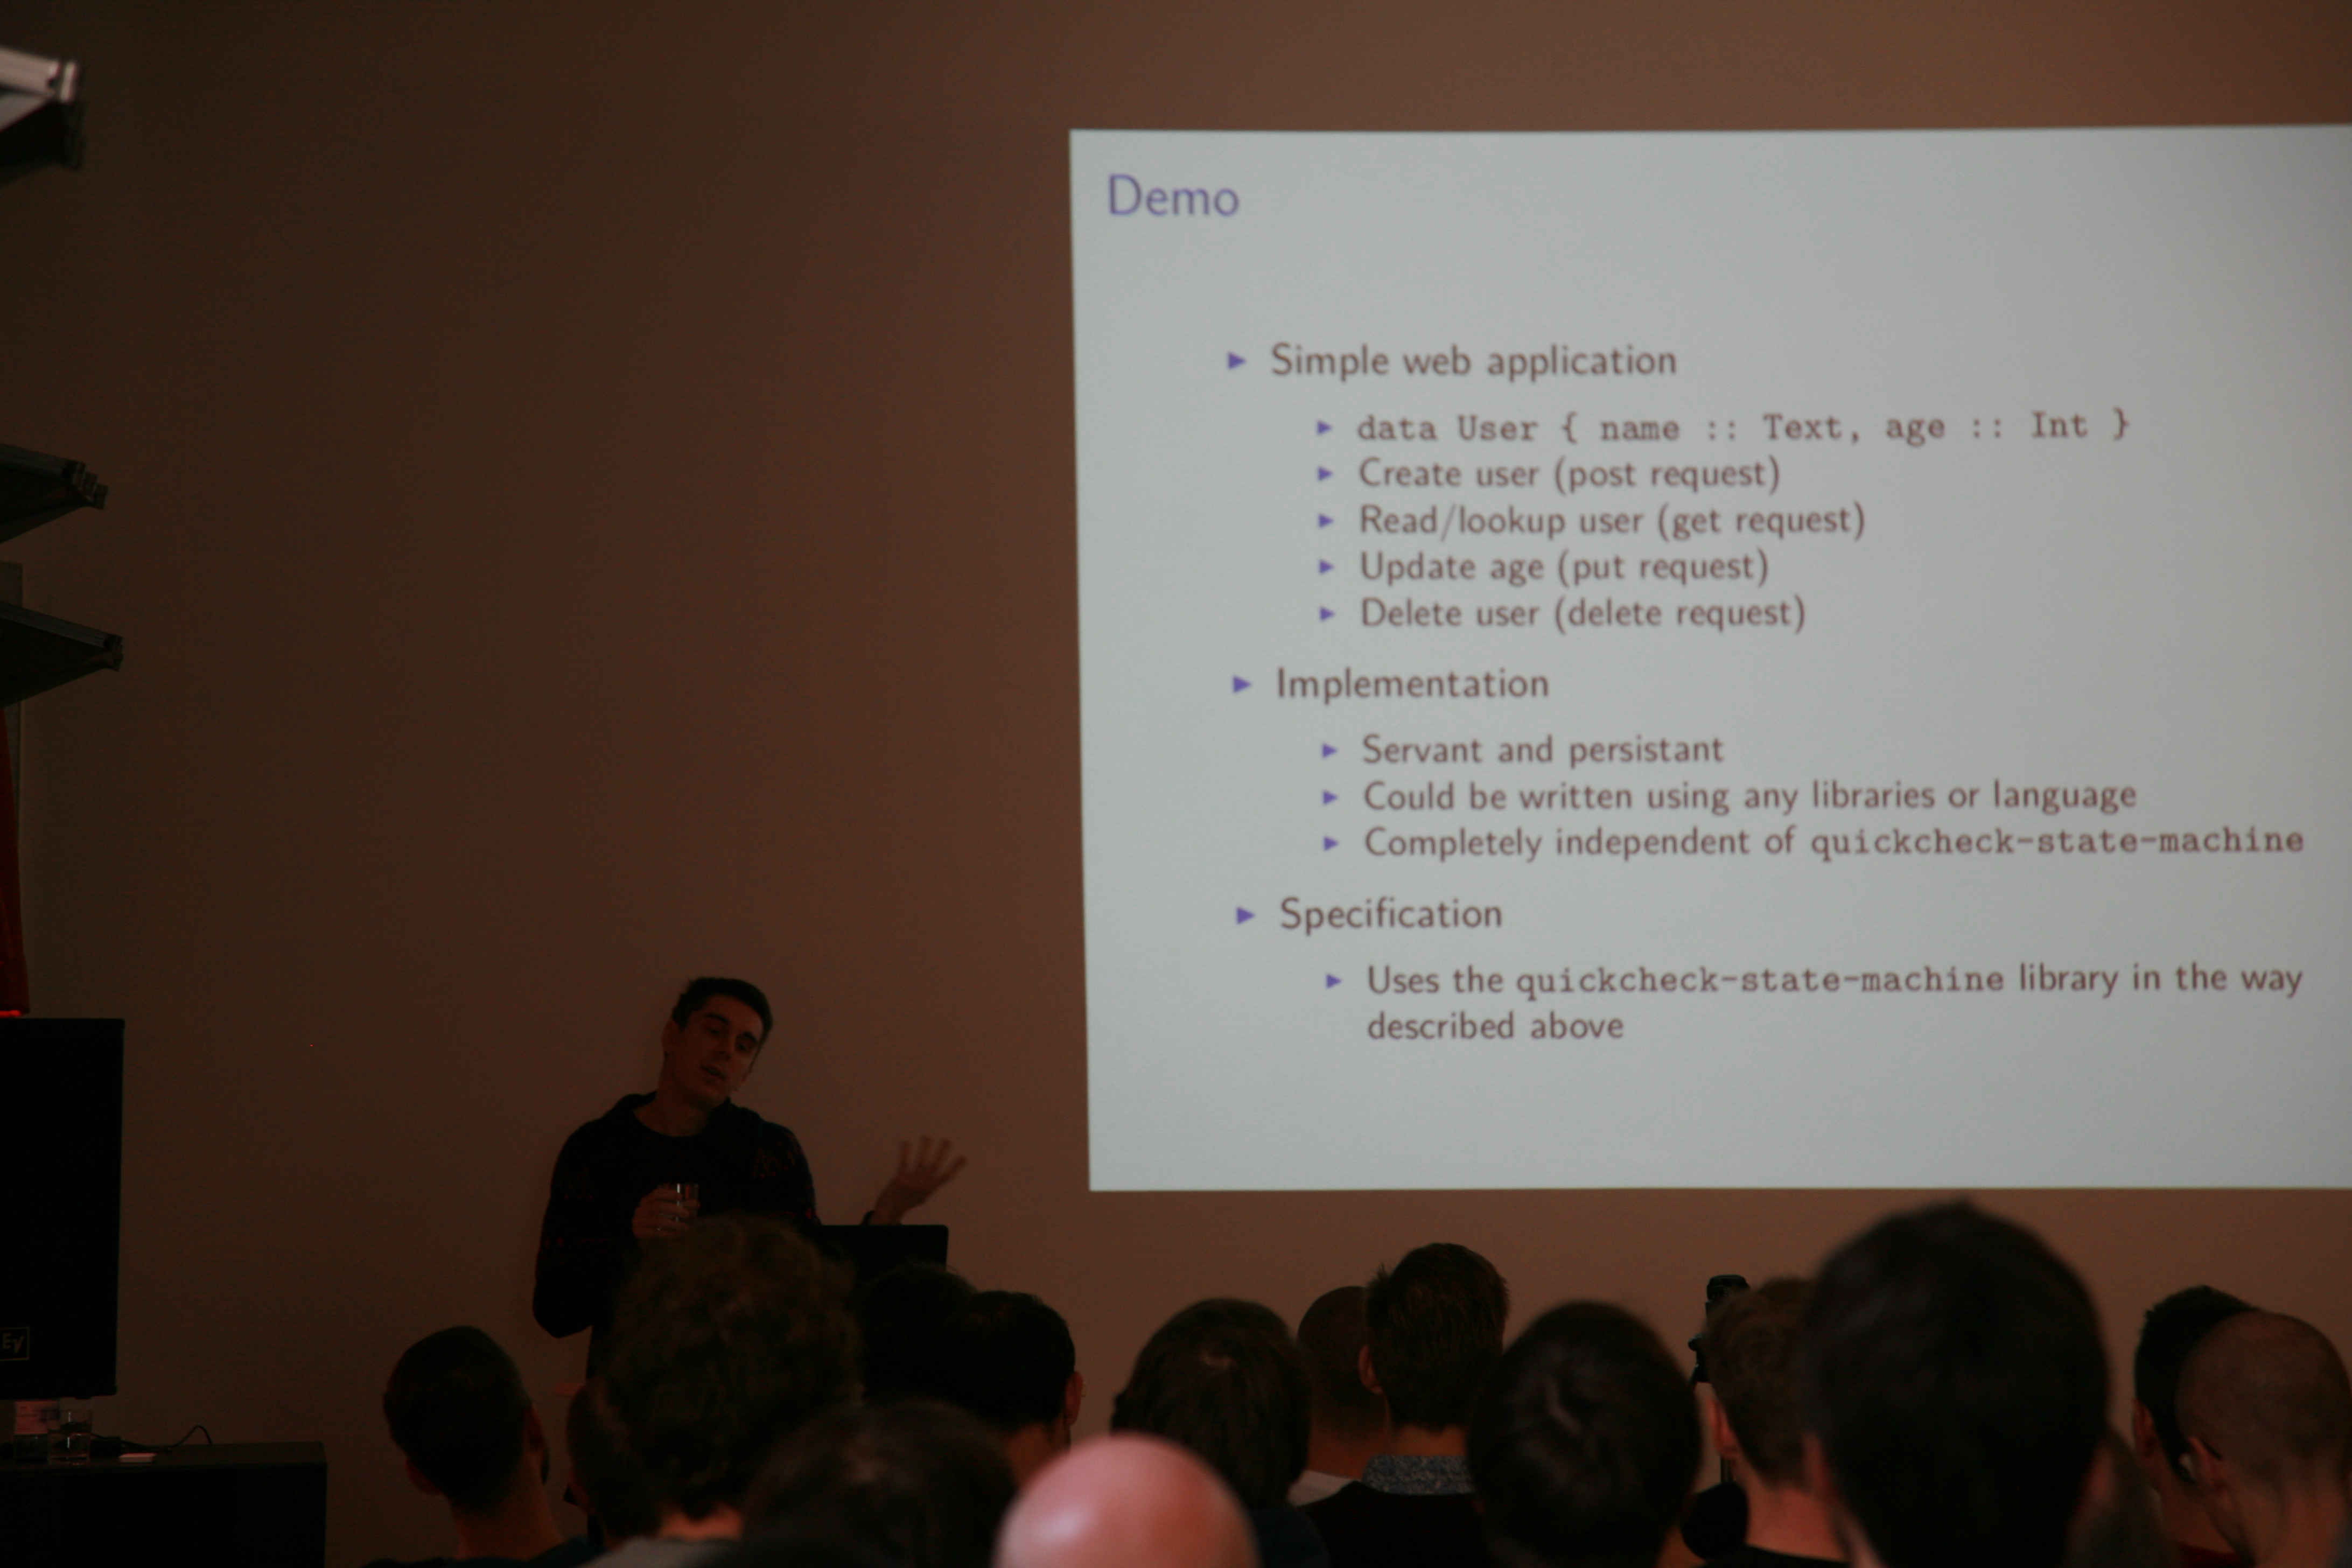 Demo
▶ Simple web application
▶ data User { name :: Text, age :: Int }
▶ Create user (post request)
▶ Read/lookup user (get request)
▶ Update age (put request)
▶ Delete user (delete request)
▶ Implementation
▶ Servant and persistant
▶ Could be written using any libraries or language
▶ Completely independent of quickcheck-state-machine
▶ Specification
▶ Uses the quickcheck-state-machine library in the way
described above
EV